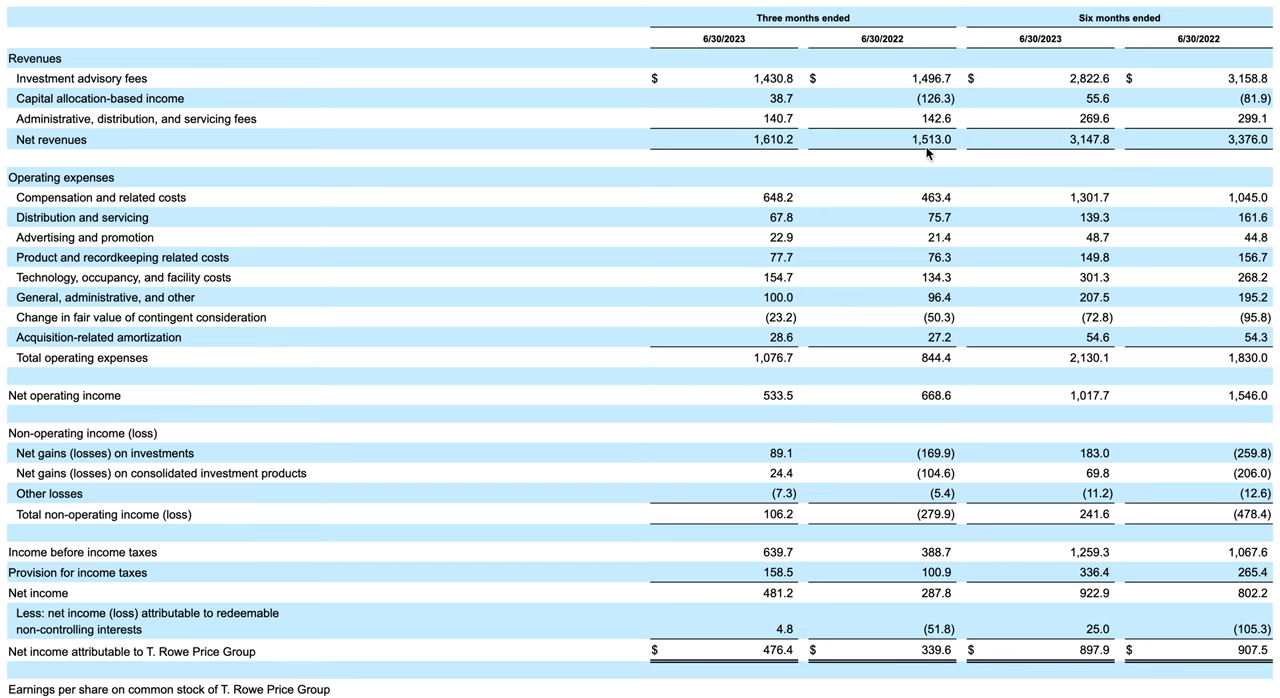 Three months ended Six months ended
6/30/2023 6/30/2022 6/30/2023 6/30/2022
Revenues
Investment advisory fees $ 1,430.8 $ 1,496.7 $ 2,822.6 $ 3,158.8
Capital allocation-based income 38.7 (126.3) 55.6 (81.9)
Administrative, distribution, and servicing fees 140.7 142.6 269.6 299.1
Net revenues 1,610.2 1,513.0 3,147.8 3,376.0
Operating expenses
Compensation and related costs 648.2 463.4 1,301.7 1,045.0
Distribution and servicing 67.8 75.7 139.3 161.6
Advertising and promotion 22.9 21.4 48.7 44.8
Product and recordkeeping related costs 77.7 76.3 149.8 156.7
Technology, occupancy, and facility costs 154.7 134.3 301.3 268.2
General, administrative, and other 100.0 96.4 207.5 195.2
Change in fair value of contingent consideration (23.2) (50.3) (72.8) (95.8)
Acquisition-related amortization 28.6 27.2 54.6 54.3
Total operating expenses 1,076.7 844.4 2,130.1 1,830.0
Net operating income 533.5 668.6 1,017.7 1,546.0
Non-operating income (loss)
Net gains (losses) on investments 89.1 (169.9) 183.0 (259.8)
Net gains (losses) on consolidated investment products 24.4 (104.6) 69.8 (206.0)
Other losses (7.3) (5.4) (11.2) (12.6)
Total non-operating income (loss) 106.2 (279.9) 241.6 (478.4)
Income before income taxes 639.7 388.7 1,259.3 1,067.6
Provision for income taxes 158.5 100.9 336.4 265.4
Net income 481.2 287.8 922.9 802.2
Less: net income (loss) attributable to redeemable
non-controlling interests 4.8 (51.8) 25.0 (105.3)
Net income attributable to T. Rowe Price Group $ 476.4 $ 339.6 $ 897.9 $ 907.5
Earnings per share on common stock of T. Rowe Price Group